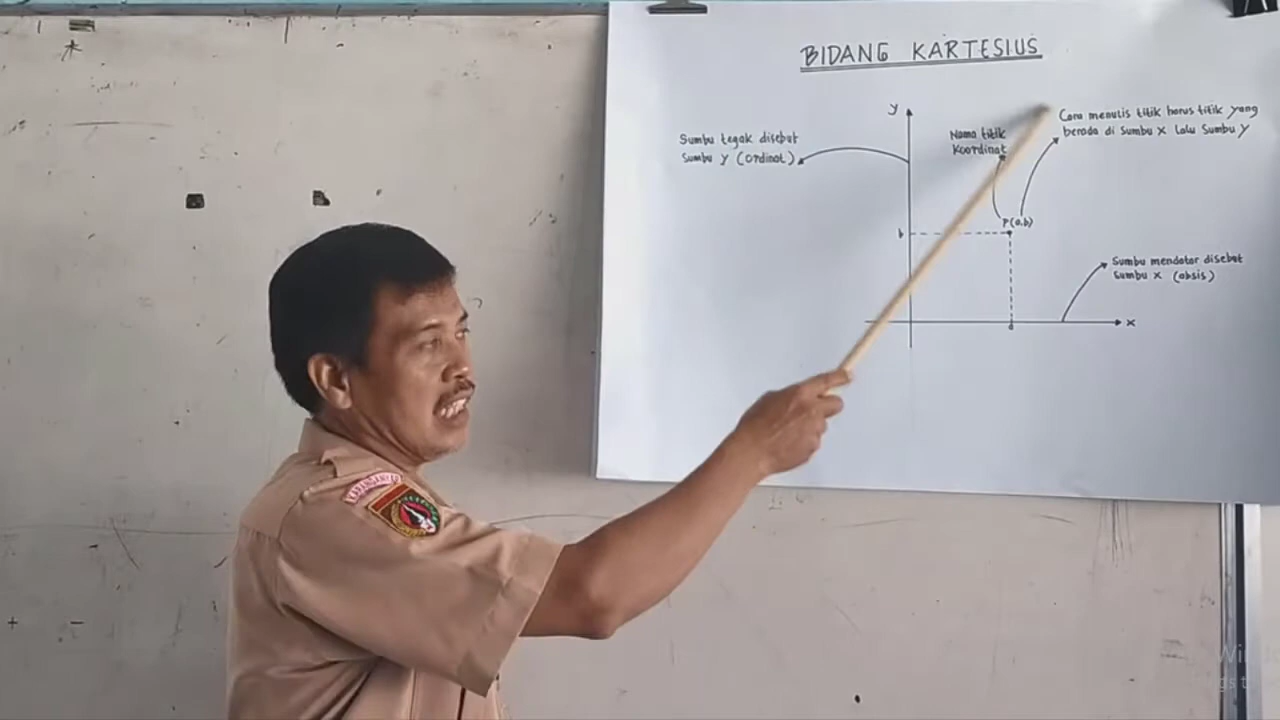 BIDANG KARTESIUS
y
Sumbu tegak disebut
Sumbu y (ordinat)
Nama titik
Koordinat
Cara menulis titik harus titik yang
berada di Sumbu x lalu Sumbu y
P(a.b)
b
Sumbu mendatar disebut
Sumbu x (absis)
a
x